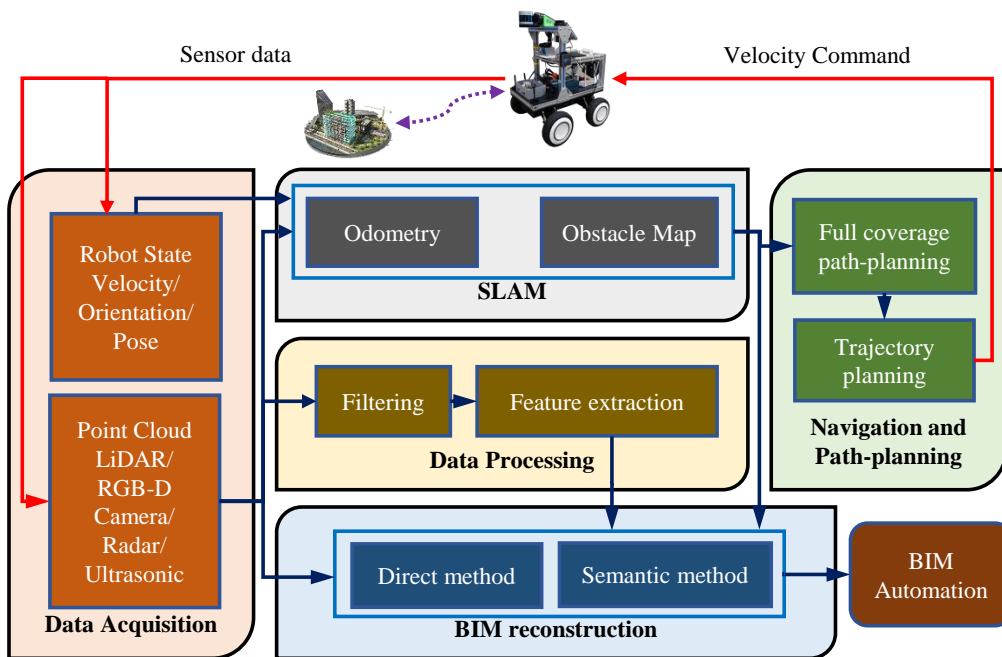 Sensor data
Velocity Command
Robot State
Velocity/
Orientation/
Pose
Point Cloud
LiDAR/
RGB-D
Camera/
Radar/
Ultrasonic
Data Acquisition
Odometry
Obstacle Map
SLAM
Filtering
Feature extraction
Data Processing
Direct method
Semantic method
BIM reconstruction
Full coverage
path-planning
Trajectory
planning
Navigation and
Path-planning
BIM
Automation